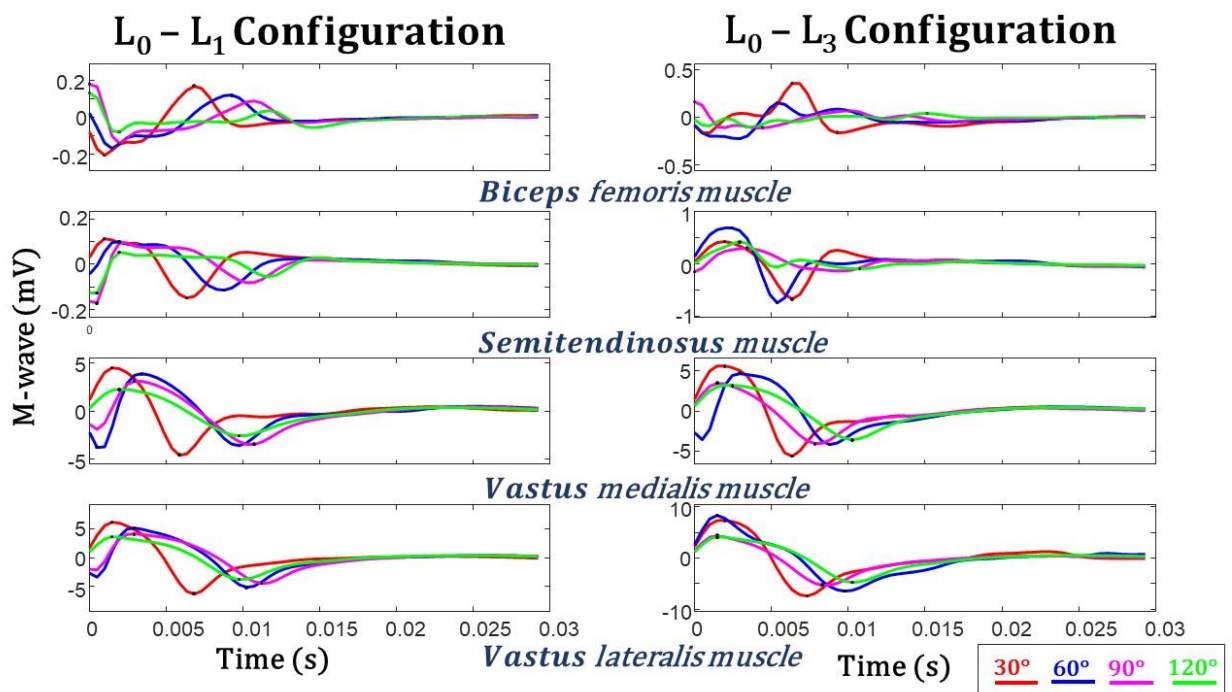 L₀ – L₁ Configuration
L₀ – L₃ Configuration
0.2
0
-0.2
0.5
0
-0.5
Biceps femoris muscle
0.2
0
-0.2
0
1
0
-1
Semitendinosus muscle
M-wave (mV)
5
0
-5
5
0
-5
Vastus medialis muscle
5
0
-5
10
0
-10
0 0.005 0.01 0.015 0.02 0.025 0.03
0 0.005 0.01 0.015 0.02 0.025 0.03
Time (s)
Vastus lateralis muscle
Time (s)
30° 60° 90° 120°